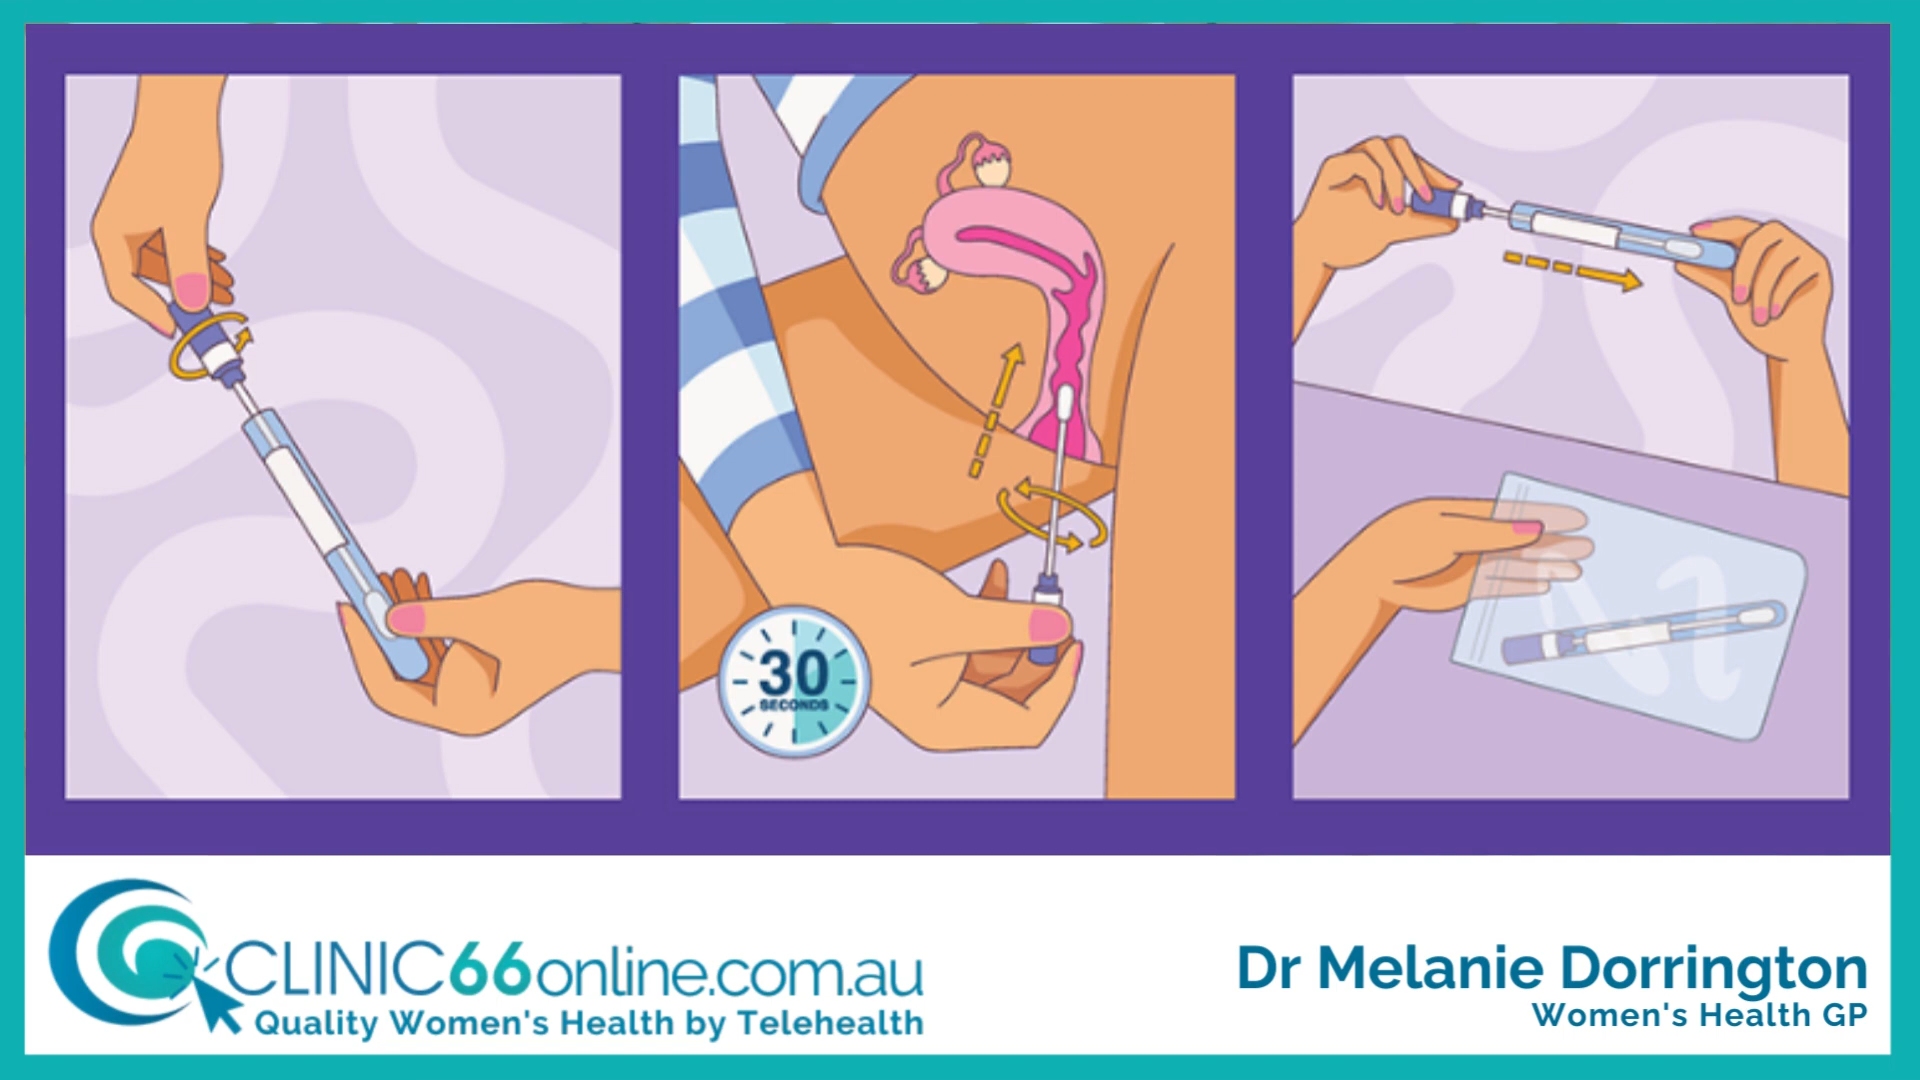 30
SECONDS
CLINIC66online.com.au
Quality Women's Health by Telehealth
Dr Melanie Dorrington
Women's Health GP